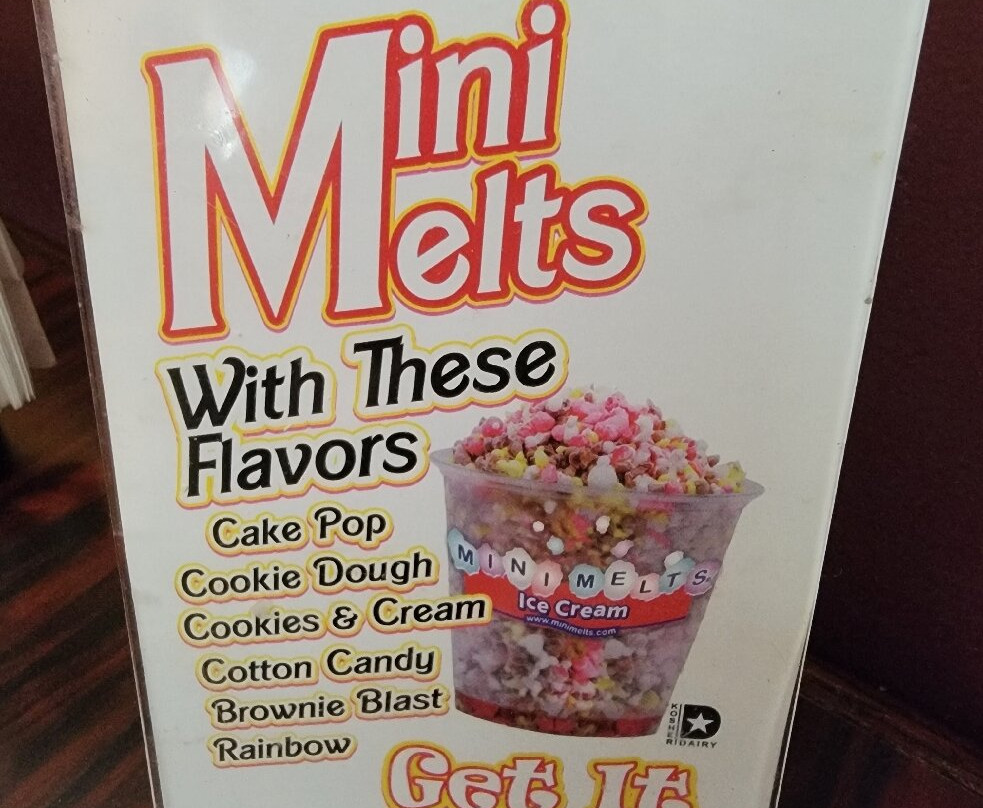 Mini
Melts
With These
Flavors
Cake Pop
Cookie Dough
Cookies & Cream
Cotton Candy
Brownie Blast
Rainbow
MINI MELTS
Ice Cream
www.minimelts.com
KOSHER
D
DAIRY
Get It